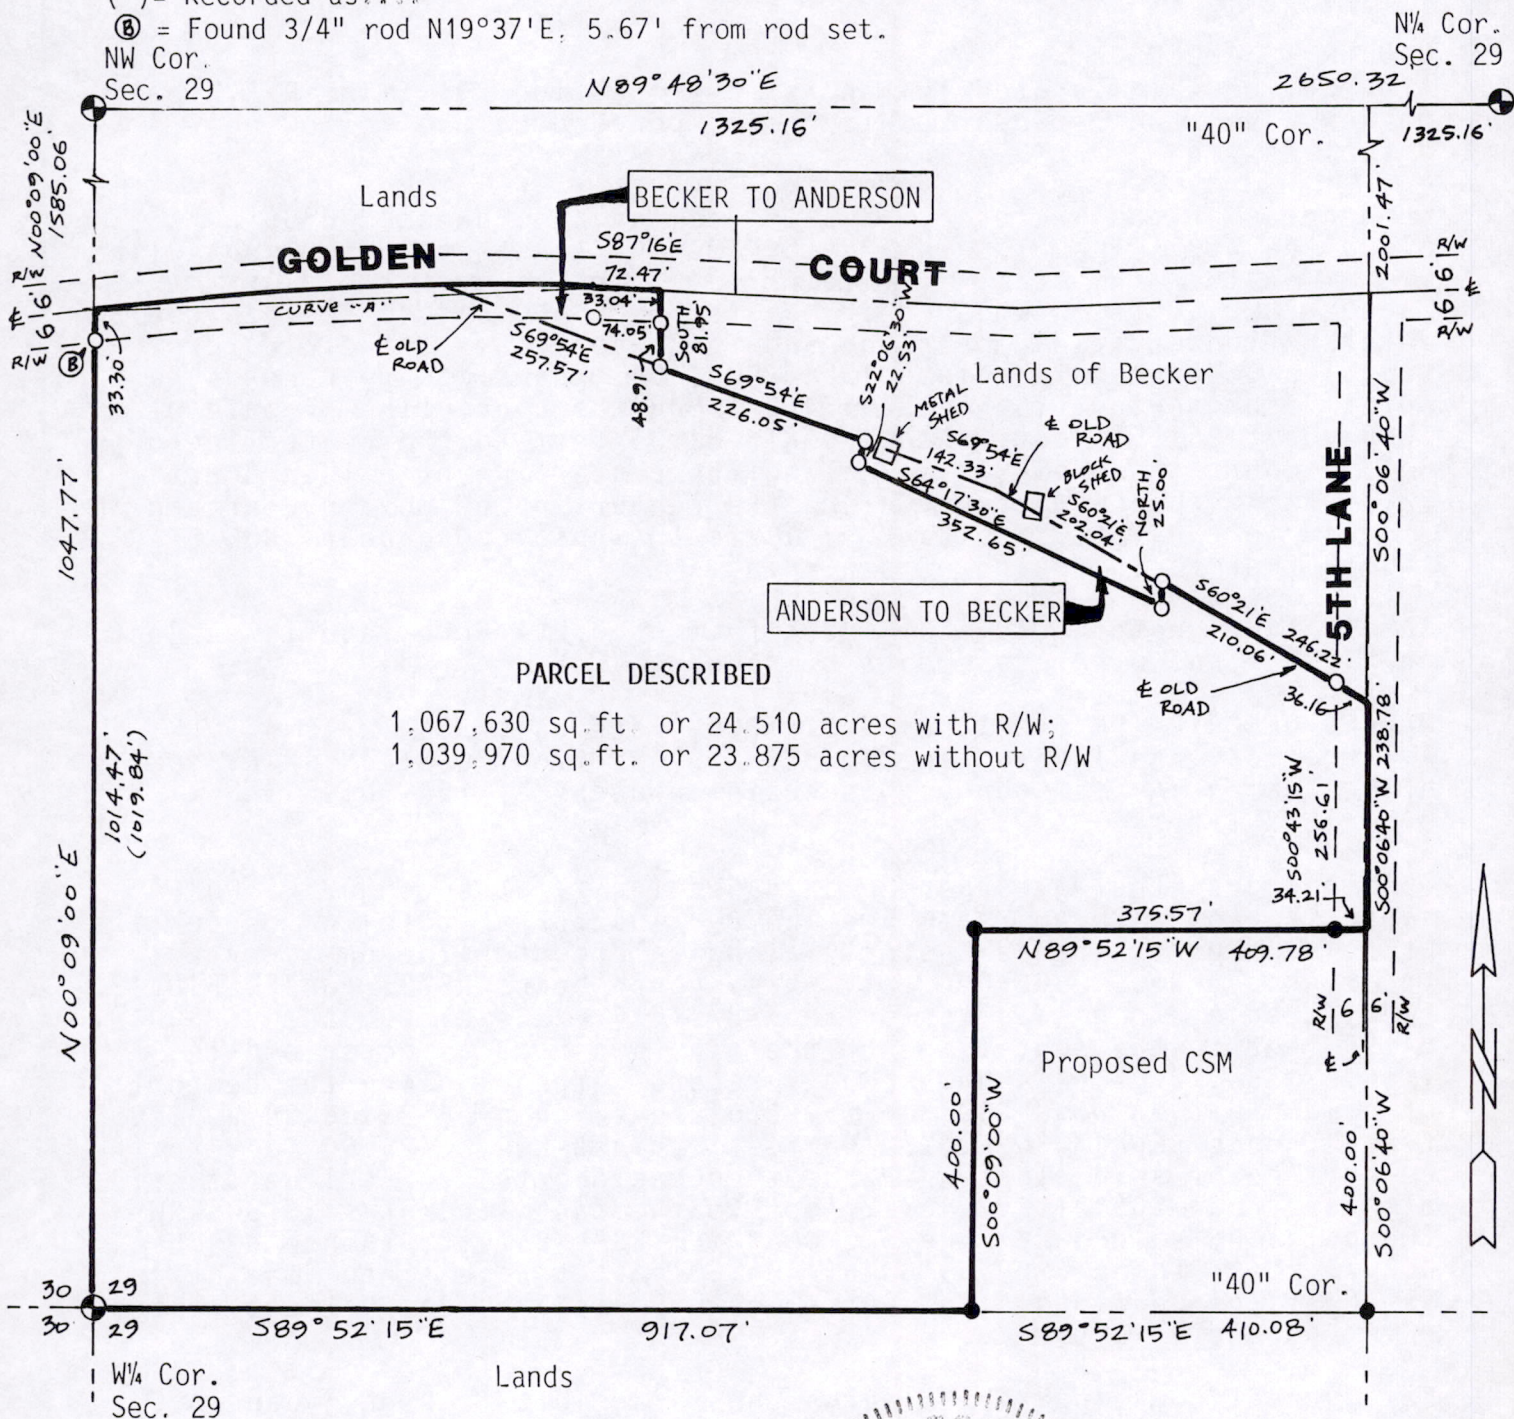 ( )= Recorded as....
Ⓑ = Found 3/4" rod N19°37'E, 5.67' from rod set.
NW Cor.
Sec. 29
N¼ Cor.
Sec. 29
N89°48'30"E
2650.32
1325.16'
"40" Cor.
1325.16'
N00°09'00"E
1585.06'
Lands
BECKER TO ANDERSON
2001.47'
GOLDEN
COURT
S87°16'E
72.47'
R/W
6'
℄
6'
R/W
R/W
6'
℄
6'
R/W
CURVE "A"
33.04'
74.05'
SOUTH
81.95'
S69°54'E
257.57'
℄ OLD
ROAD
Ⓑ
33.30'
48.91'
S69°54'E
226.05'
S22°06'30"W
22.53'
METAL
SHED
Lands of Becker
S69°54'E
142.33'
℄ OLD
ROAD
BLOCK
SHED
S60°21'E
202.04'
NORTH
25.00'
S64°17'30"E
352.65'
5TH LANE
S00°06'40"W
1047.77'
ANDERSON TO BECKER
S60°21'E 246.22'
210.06'
36.16
℄ OLD
ROAD
PARCEL DESCRIBED
1,067,630 sq.ft. or 24.510 acres with R/W;
1,039,970 sq.ft. or 23.875 acres without R/W
1014.47'
(1019.84')
S00°43'15"W
256.61'
S00°06'40"W 238.78'
34.21'
N00°09'00"E
375.57'
N89°52'15"W 409.78'
R/W
6
6'
R/W
℄
Proposed CSM
400.00'
S00°09'00"W
400.00'
S00°06'40"W
N
"40" Cor.
30 29
30 29
S89°52'15"E 917.07'
S89°52'15"E 410.08'
W¼ Cor.
Sec. 29
Lands